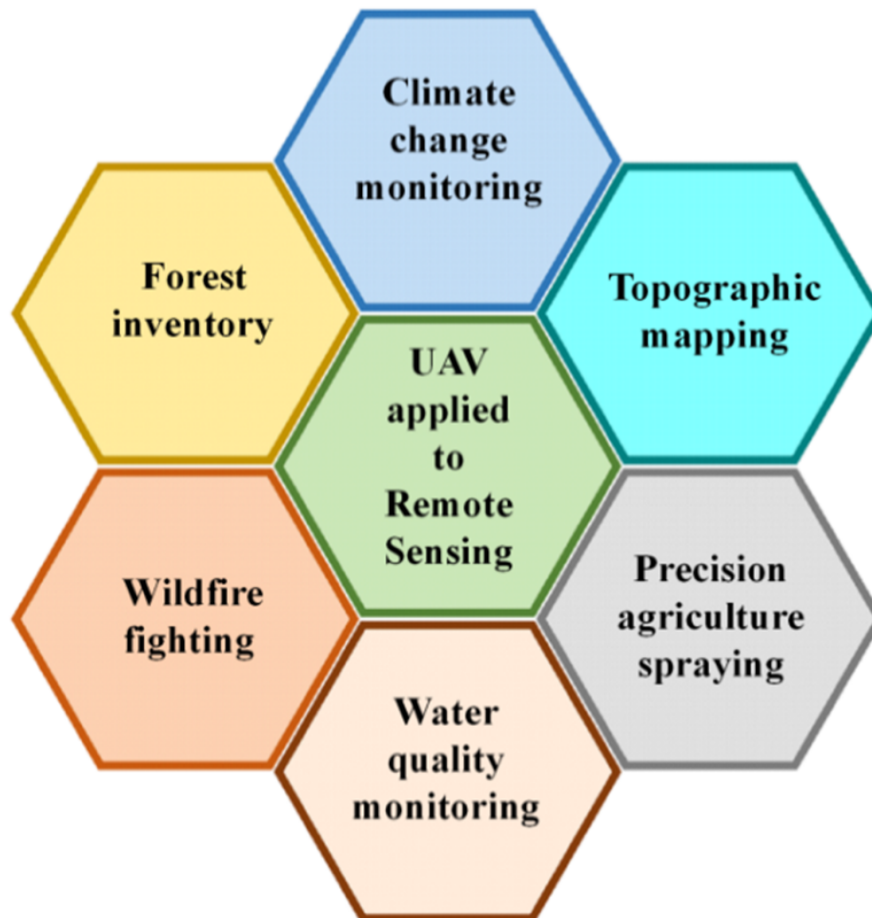 Climate
change
monitoring
Forest
inventory
Topographic
mapping
UAV
applied
to
Remote
Sensing
Wildfire
fighting
Precision
agriculture
spraying
Water
quality
monitoring